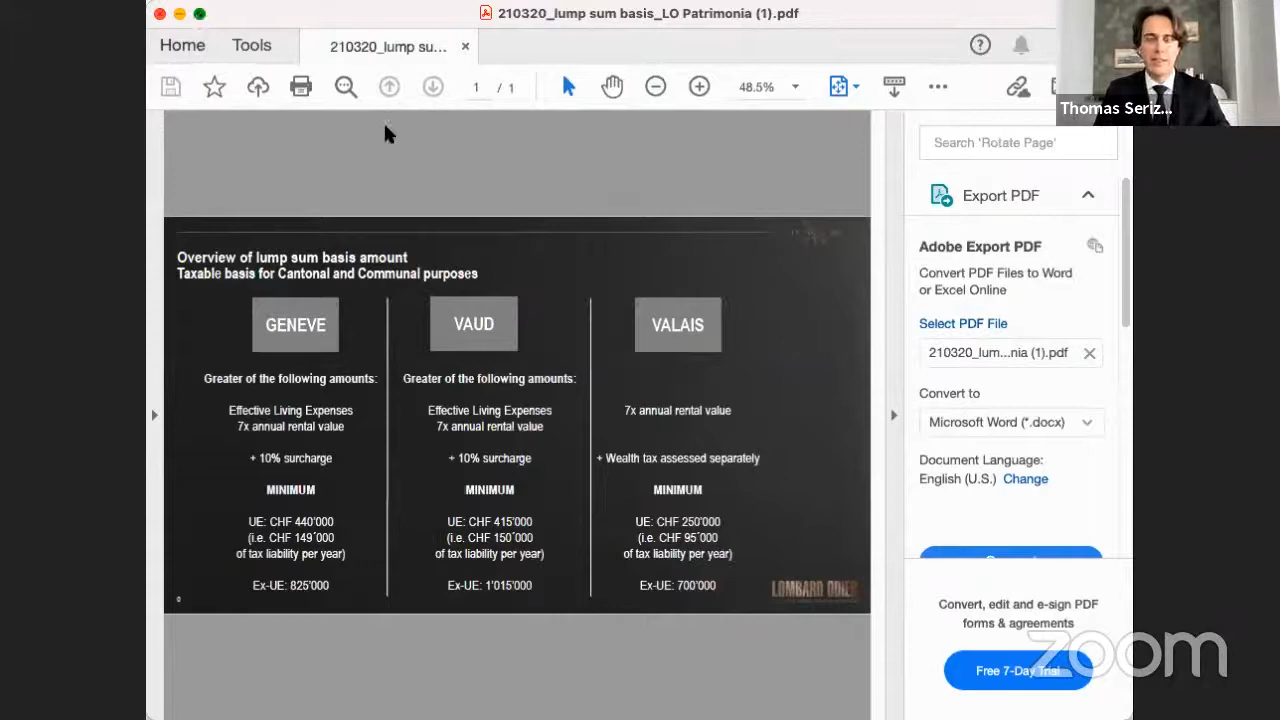 210320_lump sum basis_LO Patrimonia (1).pdf
Home
Tools
210320_lump su...
1 / 1
48.5%
Thomas Seriz...
Search 'Rotate Page'
Export PDF
Adobe Export PDF
Convert PDF Files to Word
or Excel Online
Select PDF File
210320_lum...nia (1).pdf
Convert to
Microsoft Word (*.docx)
Document Language:
English (U.S.) Change
Convert, edit and e-sign PDF
forms & agreements
Free 7-Day Trial
zoom
Overview of lump sum basis amount
Taxable basis for Cantonal and Communal purposes
GENEVE
Greater of the following amounts:
Effective Living Expenses
7x annual rental value
+ 10% surcharge
MINIMUM
UE: CHF 440'000
(i.e. CHF 149´000
of tax liability per year)
Ex-UE: 825'000
VAUD
Greater of the following amounts:
Effective Living Expenses
7x annual rental value
+ 10% surcharge
MINIMUM
UE: CHF 415'000
(i.e. CHF 150´000
of tax liability per year)
Ex-UE: 1'015'000
VALAIS
7x annual rental value
+ Wealth tax assessed separately
MINIMUM
UE: CHF 250'000
(i.e. CHF 95´000
of tax liability per year)
Ex-UE: 700'000
LOMBARD ODIER